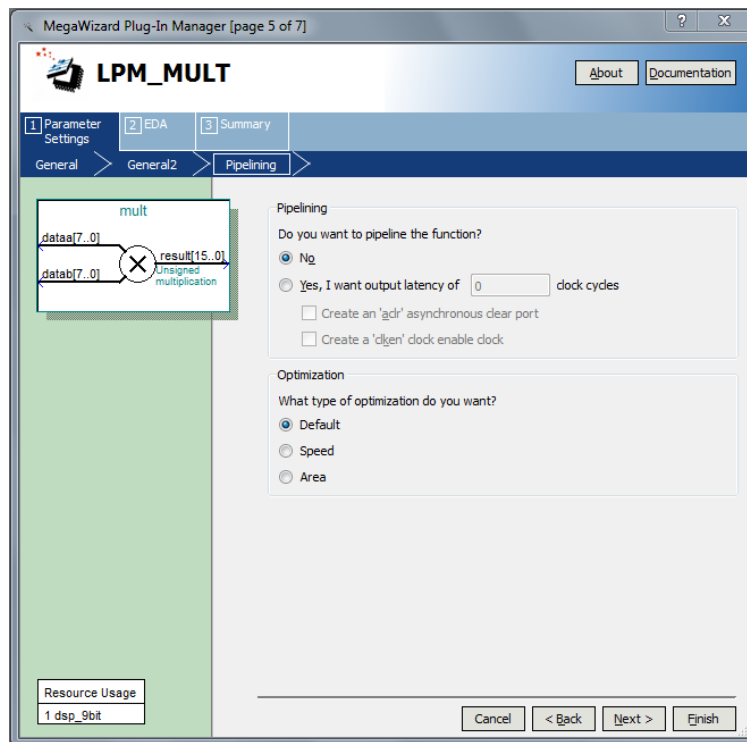 MegaWizard Plug-In Manager [page 5 of 7]
? X
LPM_MULT
About Documentation
1 Parameter Settings
2 EDA
3 Summary
General General2 Pipelining
mult
dataa[7..0]
result[15..0]
datab[7..0]
Unsigned
multiplication
Pipelining
Do you want to pipeline the function?
No
Yes, I want output latency of 0 clock cycles
Create an 'aclr' asynchronous clear port
Create a 'clken' clock enable clock
Optimization
What type of optimization do you want?
Default
Speed
Area
Resource Usage
1 dsp_9bit
Cancel < Back Next > Finish